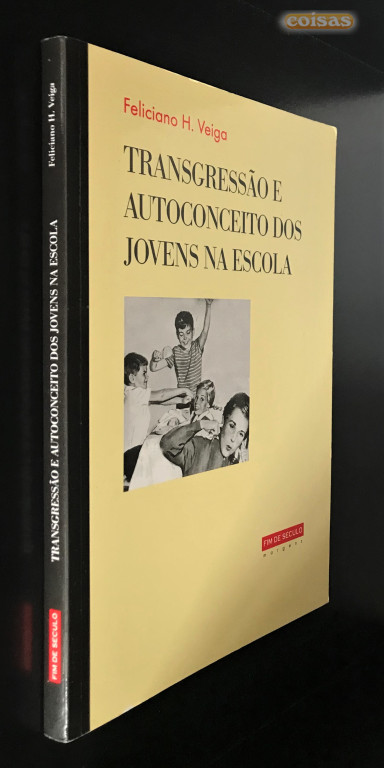 coisas
Feliciano H. Veiga
TRANSGRESSÃO E
AUTOCONCEITO DOS
JOVENS NA ESCOLA
FIM DE SÉCULO
margens
Feliciano H. Veiga
TRANSGRESSÃO E AUTOCONCEITO DOS JOVENS NA ESCOLA
FIM DE SÉCULO